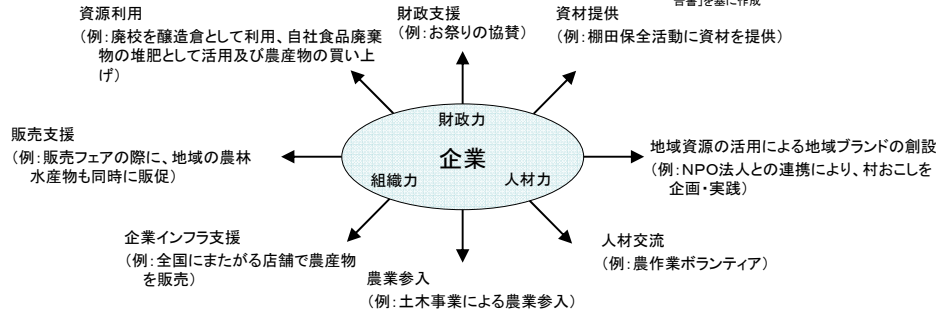 告書」を基に作成
資源利用
(例:廃校を醸造倉として利用、自社食品廃棄
物の堆肥として活用及び農産物の買い上
げ)
財政支援
(例:お祭りの協賛)
資材提供
(例:棚田保全活動に資材を提供)
販売支援
(例:販売フェアの際に、地域の農林
水産物も同時に販促)
財政力
企業
組織力
人材力
地域資源の活用による地域ブランドの創設
(例:NPO法人との連携により、村おこしを
企画・実践)
企業インフラ支援
(例:全国にまたがる店舗で農産物
を販売)
農業参入
(例:土木事業による農業参入)
人材交流
(例:農作業ボランティア)